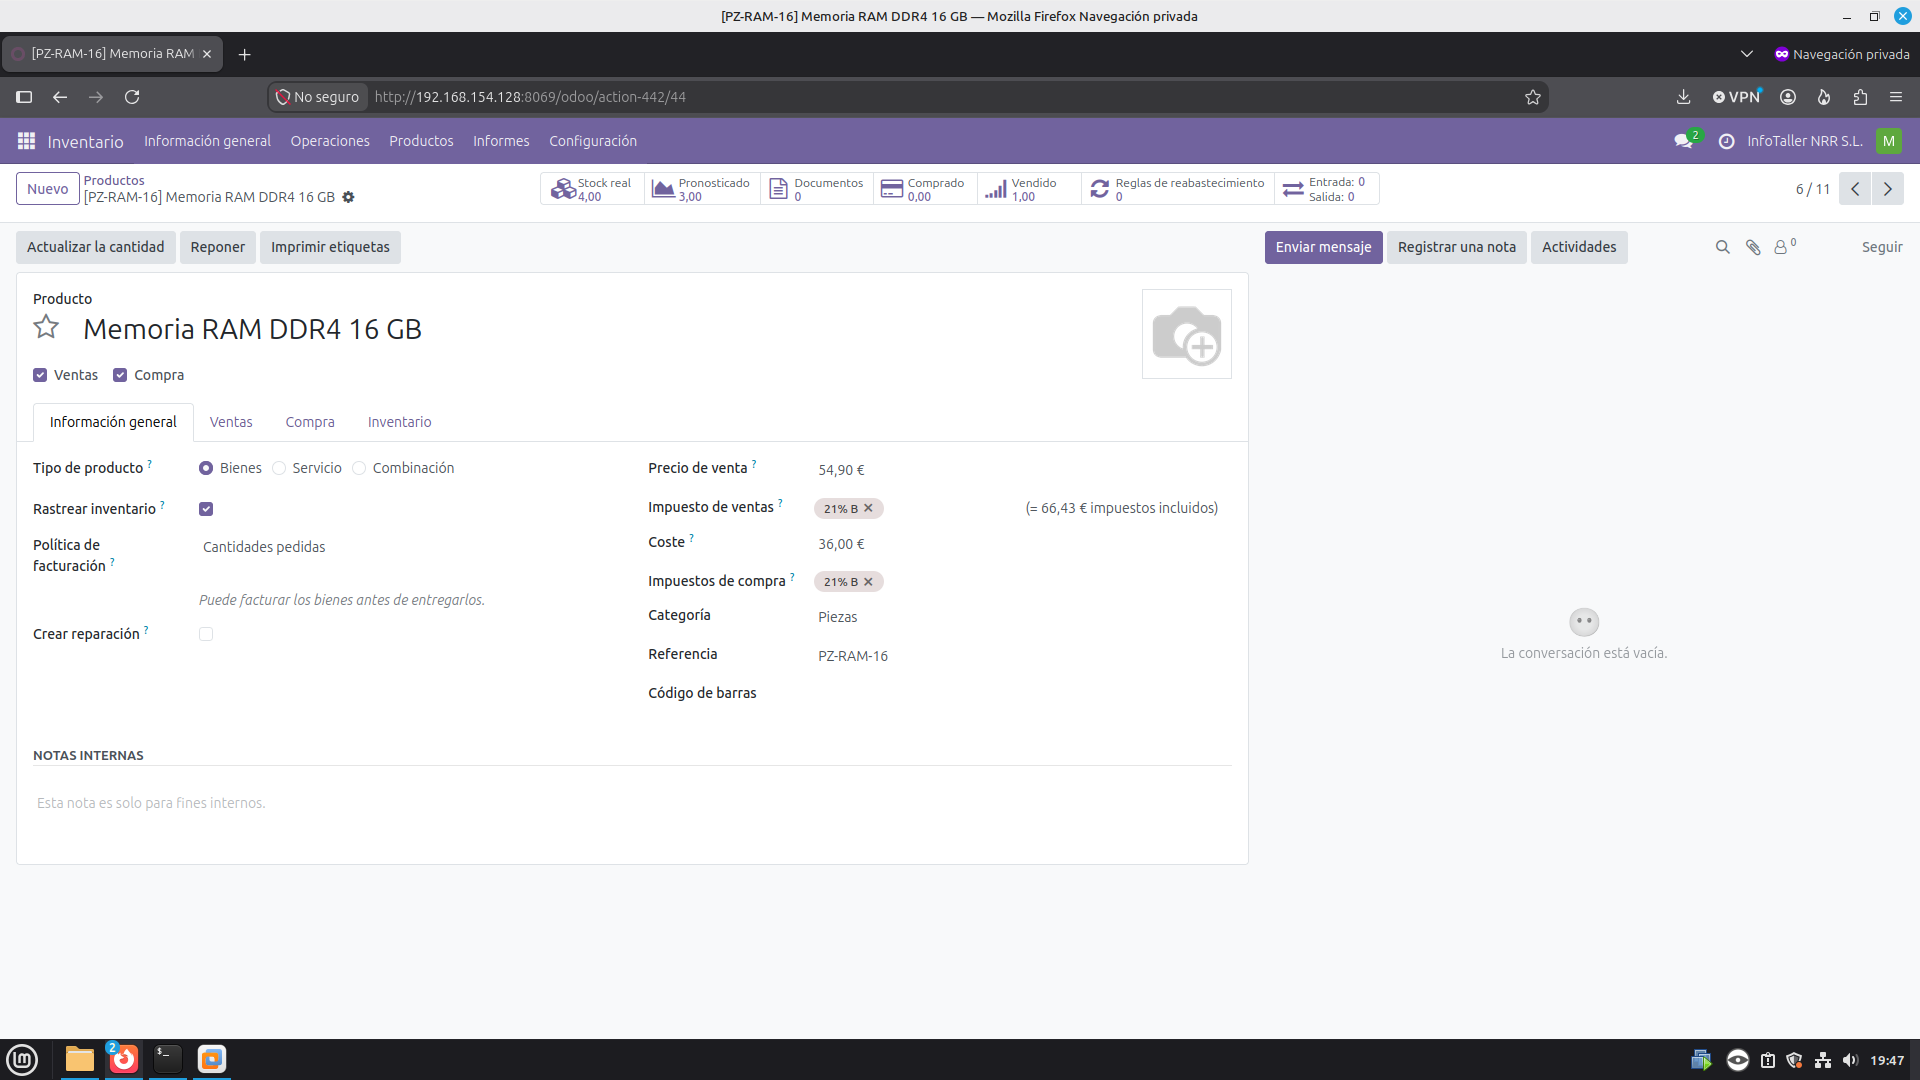 [PZ-RAM-16] Memoria RAM DDR4 16 GB — Mozilla Firefox Navegación privada
[PZ-RAM-16] Memoria RAM
Navegación privada
No seguro
http://192.168.154.128:8069/odoo/action-442/44
VPN
Inventario
Información general
Operaciones
Productos
Informes
Configuración
2
InfoTaller NRR S.L.
M
Nuevo
Productos
[PZ-RAM-16] Memoria RAM DDR4 16 GB
Stock real
4,00
Pronosticado
3,00
Documentos
0
Comprado
0,00
Vendido
1,00
Reglas de reabastecimiento
0
Entrada: 0
Salida: 0
6 / 11
Actualizar la cantidad
Reponer
Imprimir etiquetas
Enviar mensaje
Registrar una nota
Actividades
0
Seguir
Producto
Memoria RAM DDR4 16 GB
Ventas
Compra
Información general
Ventas
Compra
Inventario
Tipo de producto ?
Bienes
Servicio
Combinación
Rastrear inventario ?
Política de
facturación ?
Cantidades pedidas
Puede facturar los bienes antes de entregarlos.
Crear reparación ?
Precio de venta ?
54,90 €
Impuesto de ventas ?
21% B
(= 66,43 € impuestos incluidos)
Coste ?
36,00 €
Impuestos de compra ?
21% B
Categoría
Piezas
Referencia
PZ-RAM-16
Código de barras
NOTAS INTERNAS
Esta nota es solo para fines internos.
La conversación está vacía.
2
19:47